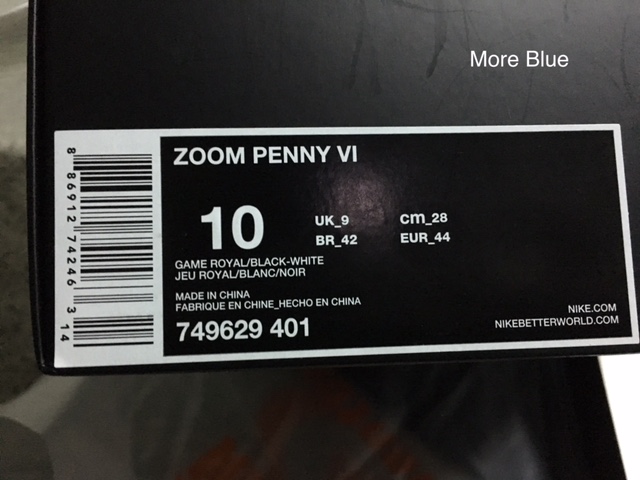 More Blue
ZOOM PENNY VI
10
UK_9 cm_28
BR_42 EUR_44
GAME ROYAL/BLACK-WHITE
JEU ROYAL/BLANC/NOIR
MADE IN CHINA
FABRIQUE EN CHINE_HECHO EN CHINA
749629 401
NIKE.COM
NIKEBETTERWORLD.COM
8 86912 74246 3 14